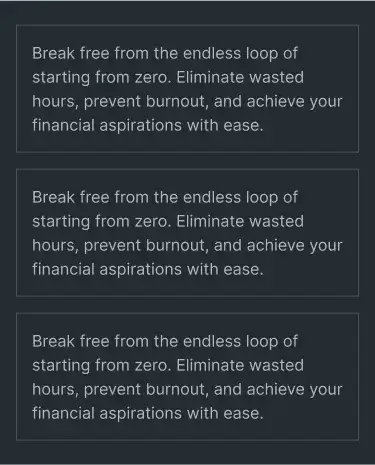 Break free from the endless loop of
starting from zero. Eliminate wasted
hours, prevent burnout, and achieve your
financial aspirations with ease.
Break free from the endless loop of
starting from zero. Eliminate wasted
hours, prevent burnout, and achieve your
financial aspirations with ease.
Break free from the endless loop of
starting from zero. Eliminate wasted
hours, prevent burnout, and achieve your
financial aspirations with ease.